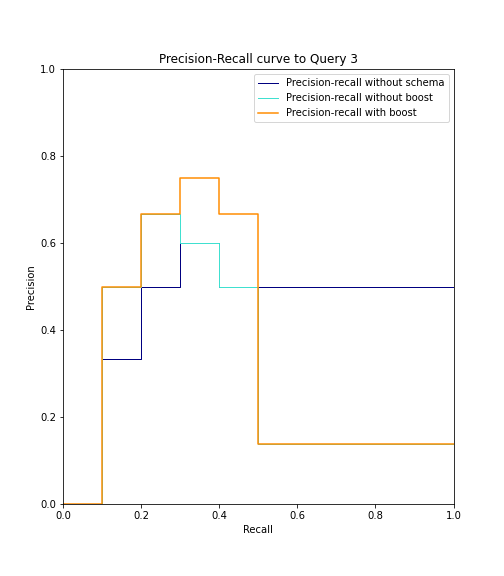 Precision-Recall curve to Query 3
Precision-recall without schema
Precision-recall without boost
Precision-recall with boost
1.0
0.8
0.6
0.4
0.2
0.0
Precision
0.0 0.2 0.4 0.6 0.8 1.0
Recall